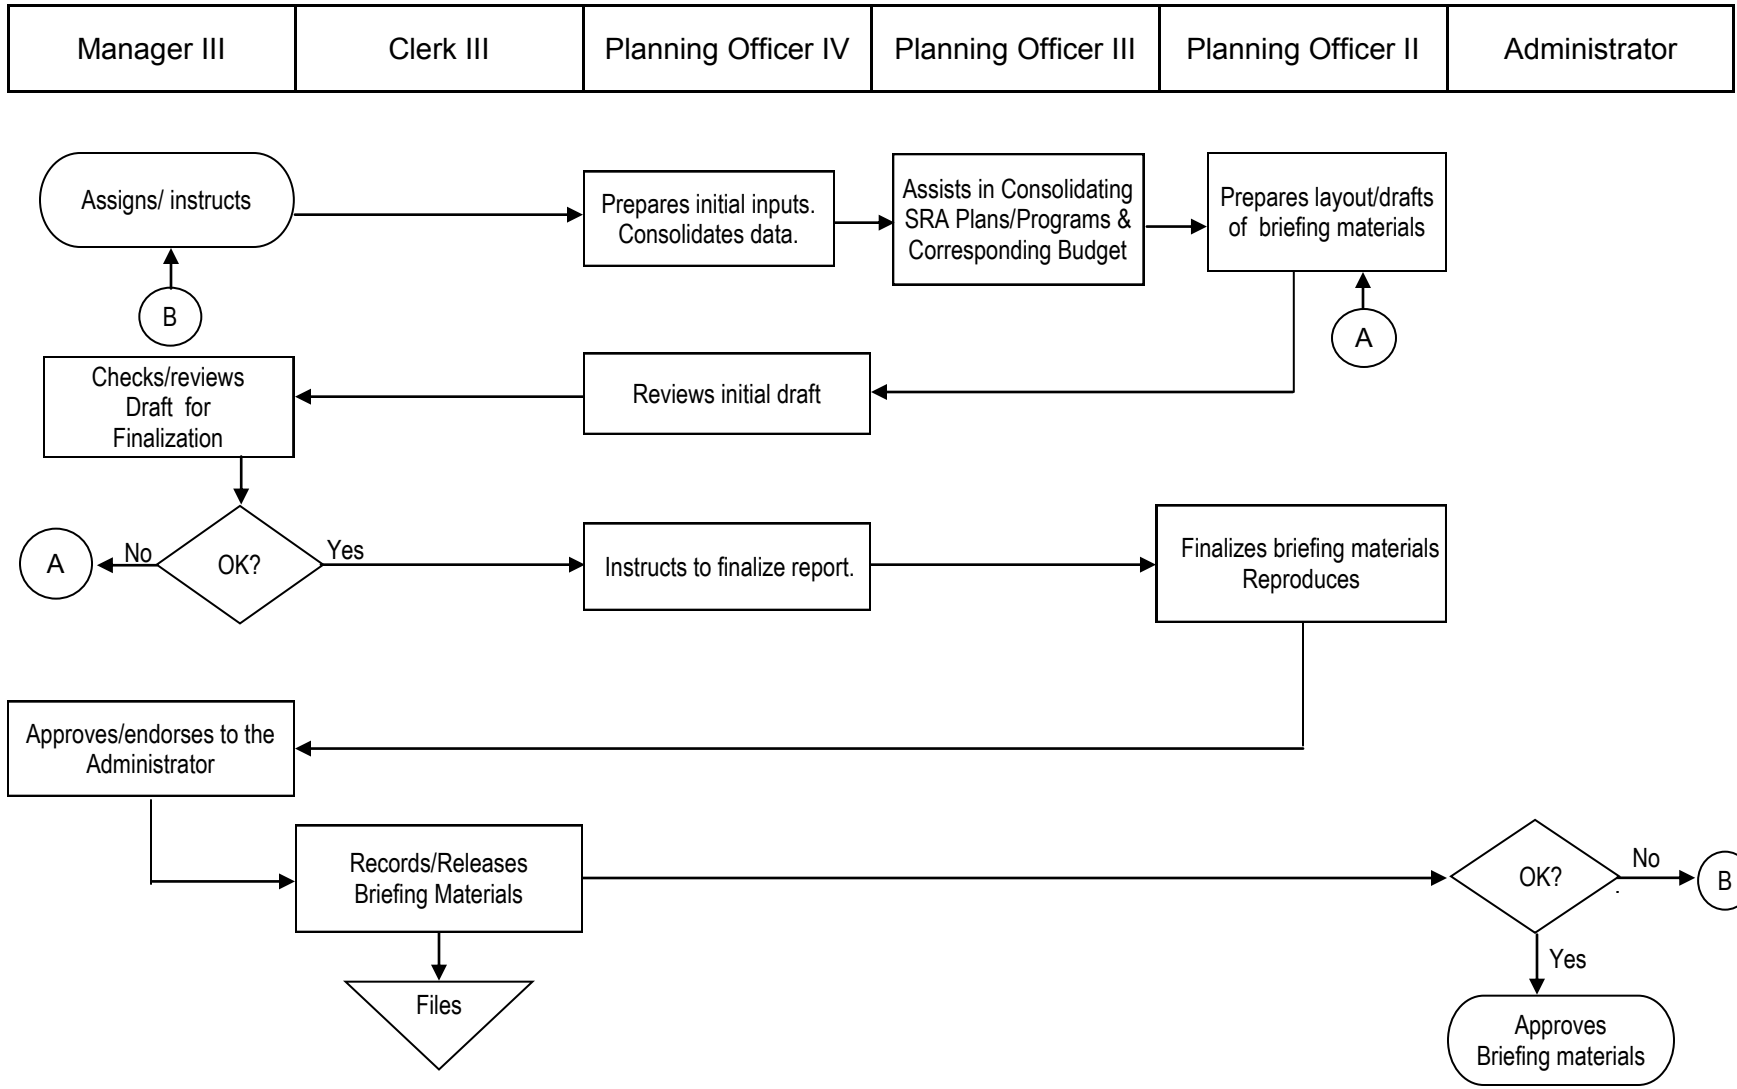 Manager III
Clerk III
Planning Officer IV
Planning Officer III
Planning Officer II
Administrator
Assigns/ instructs
Prepares initial inputs.
Consolidates data.
Assists in Consolidating
SRA Plans/Programs &
Corresponding Budget
Prepares layout/drafts
of briefing materials
B
A
Checks/reviews
Draft for
Finalization
Reviews initial draft
A
No
OK?
Yes
Instructs to finalize report.
Finalizes briefing materials
Reproduces
Approves/endorses to the
Administrator
Records/Releases
Briefing Materials
OK?
No
B
.
Yes
Files
Approves
Briefing materials